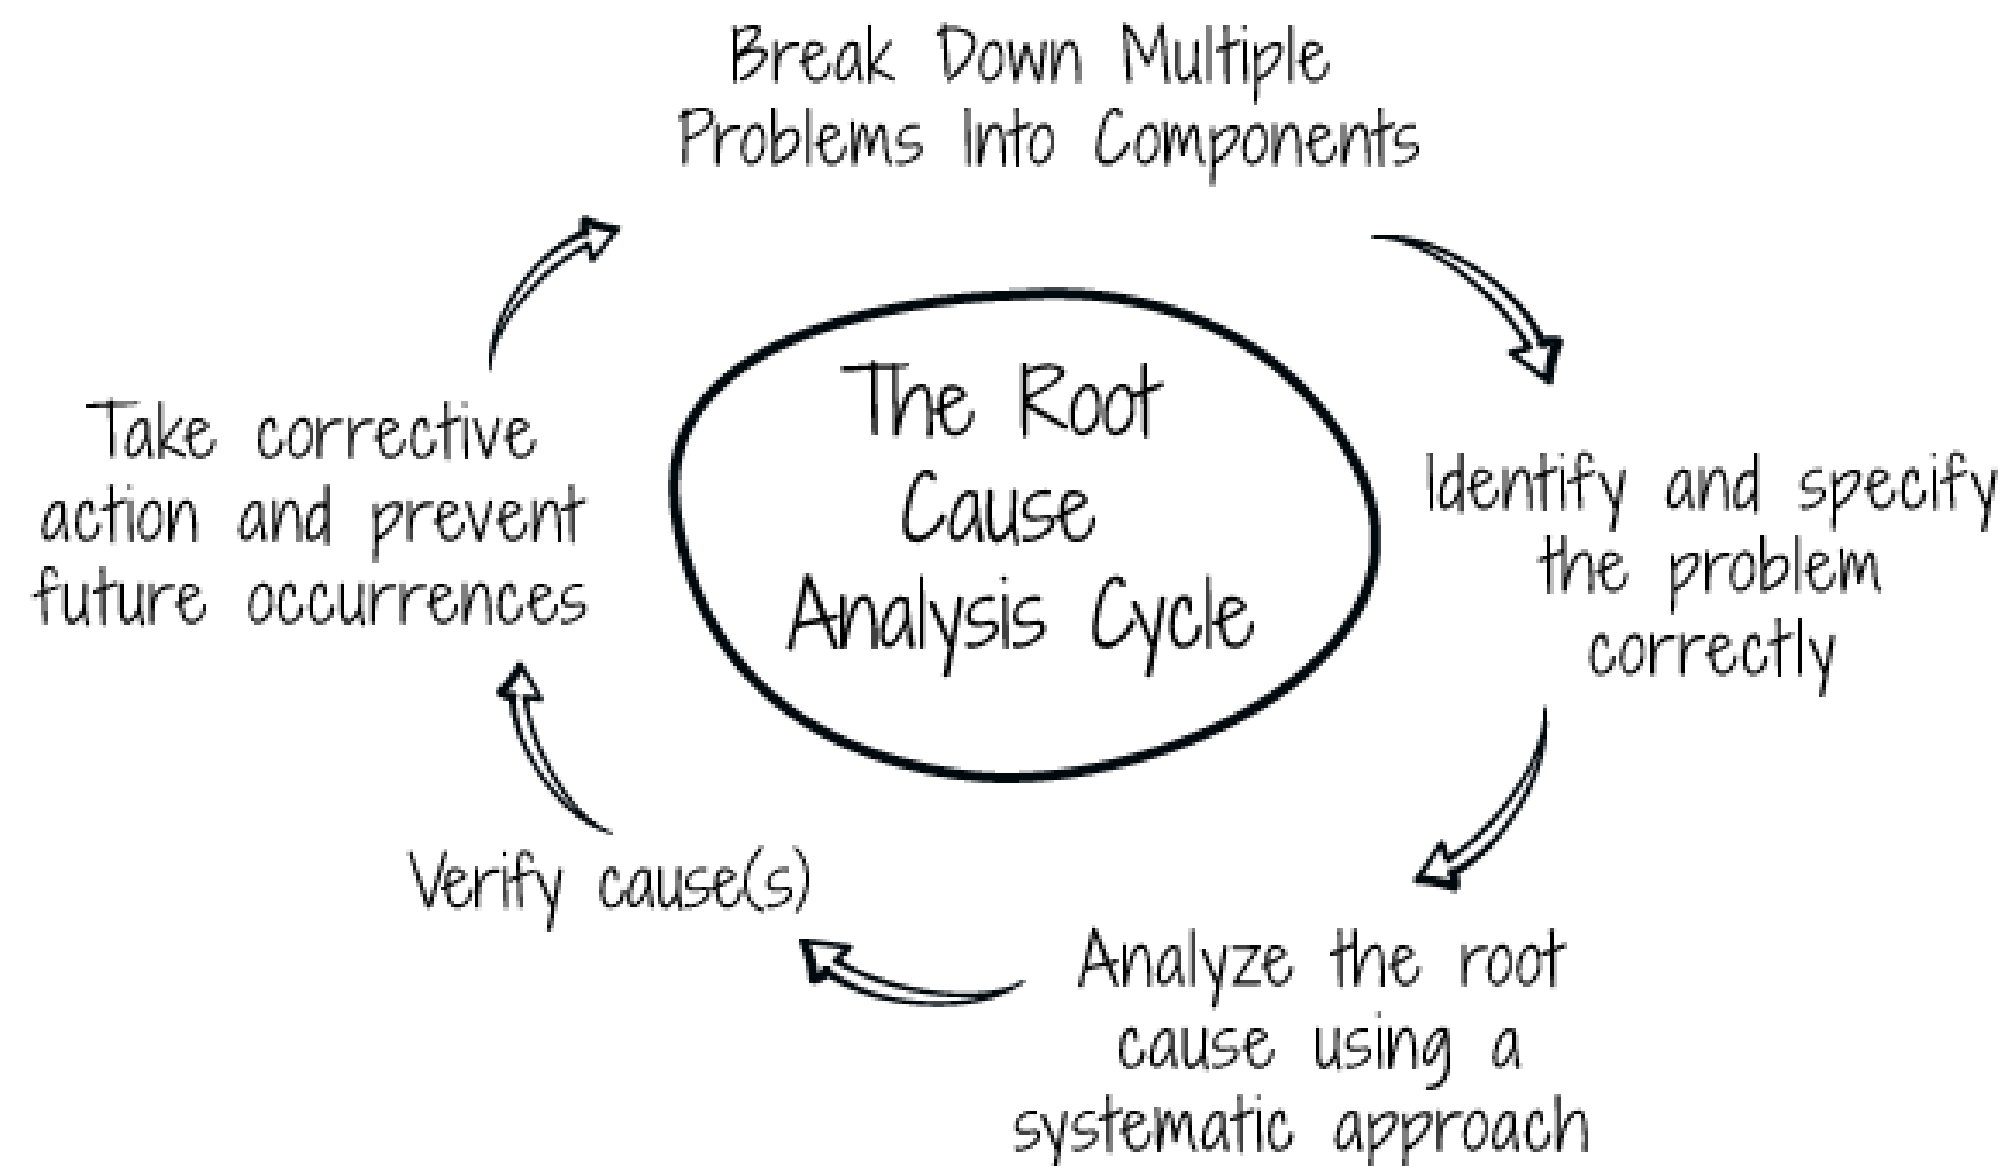 Break Down Multiple
Problems Into Components
The Root
Cause
Analysis Cycle
Identify and specify
the problem
correctly
Analyze the root
cause using a
systematic approach
Verify cause(s)
Take corrective
action and prevent
future occurrences